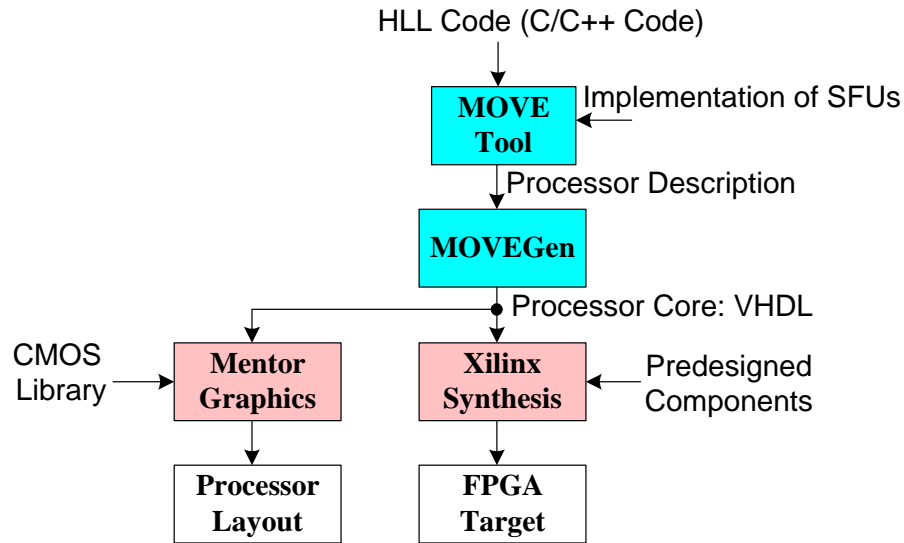 HLL Code (C/C++ Code)
MOVE
Tool
Implementation of SFUs
Processor Description
MOVEGen
Processor Core: VHDL
CMOS
Library
Mentor
Graphics
Xilinx
Synthesis
Predesigned
Components
Processor
Layout
FPGA
Target